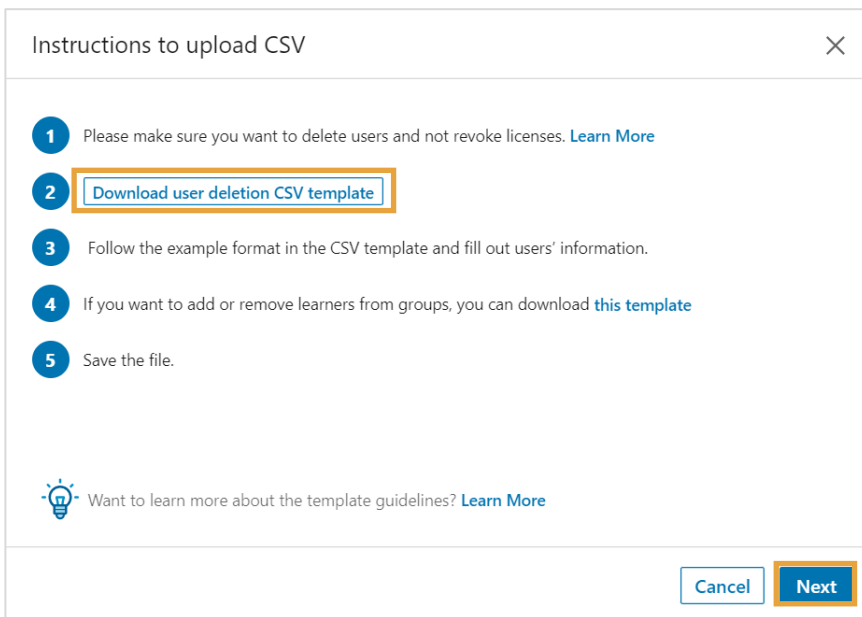 Instructions to upload CSV
1 Please make sure you want to delete users and not revoke licenses. Learn More
2 Download user deletion CSV template
3 Follow the example format in the CSV template and fill out users' information.
4 If you want to add or remove learners from groups, you can download this template
5 Save the file.
Want to learn more about the template guidelines? Learn More
Cancel Next